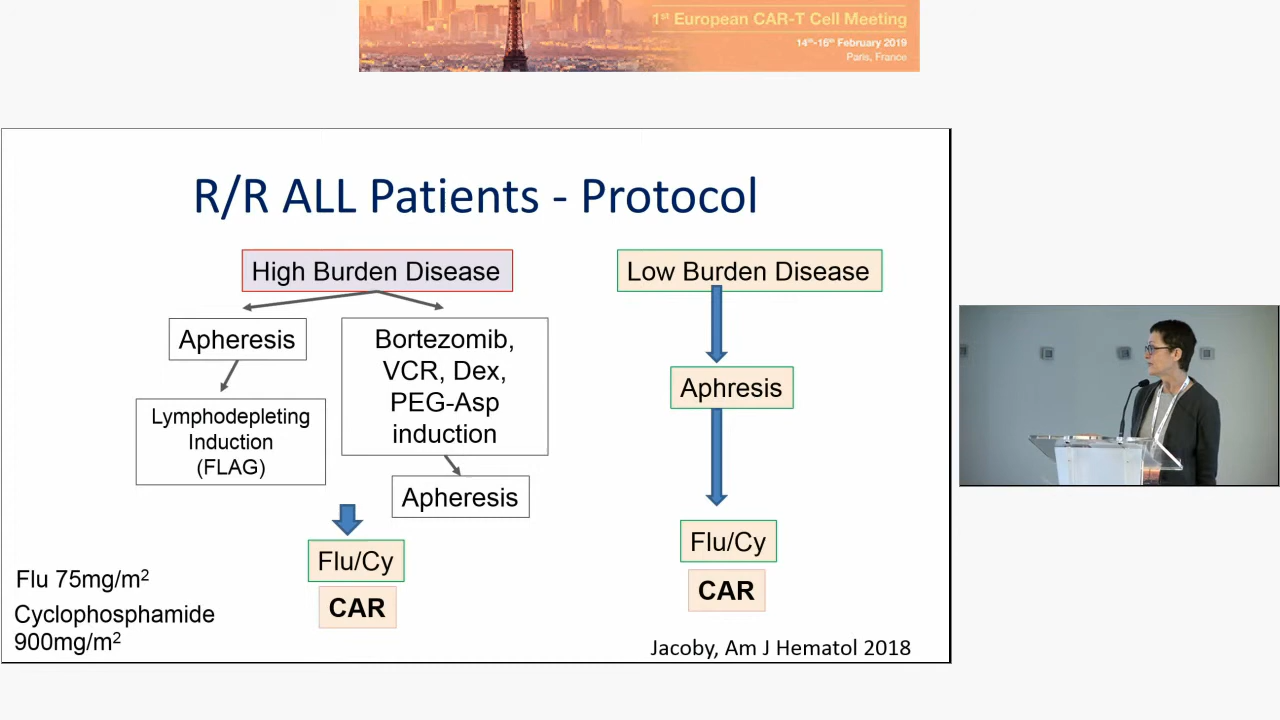 1st European CAR-T Cell Meeting
14th-16th February 2019
Paris, France
R/R ALL Patients - Protocol
High Burden Disease
Low Burden Disease
Apheresis
Bortezomib,
VCR, Dex,
PEG-Asp
induction
Aphresis
Lymphodepleting
Induction
(FLAG)
Apheresis
Flu/Cy
CAR
Flu/Cy
CAR
Flu 75mg/m²
Cyclophosphamide
900mg/m²
Jacoby, Am J Hematol 2018